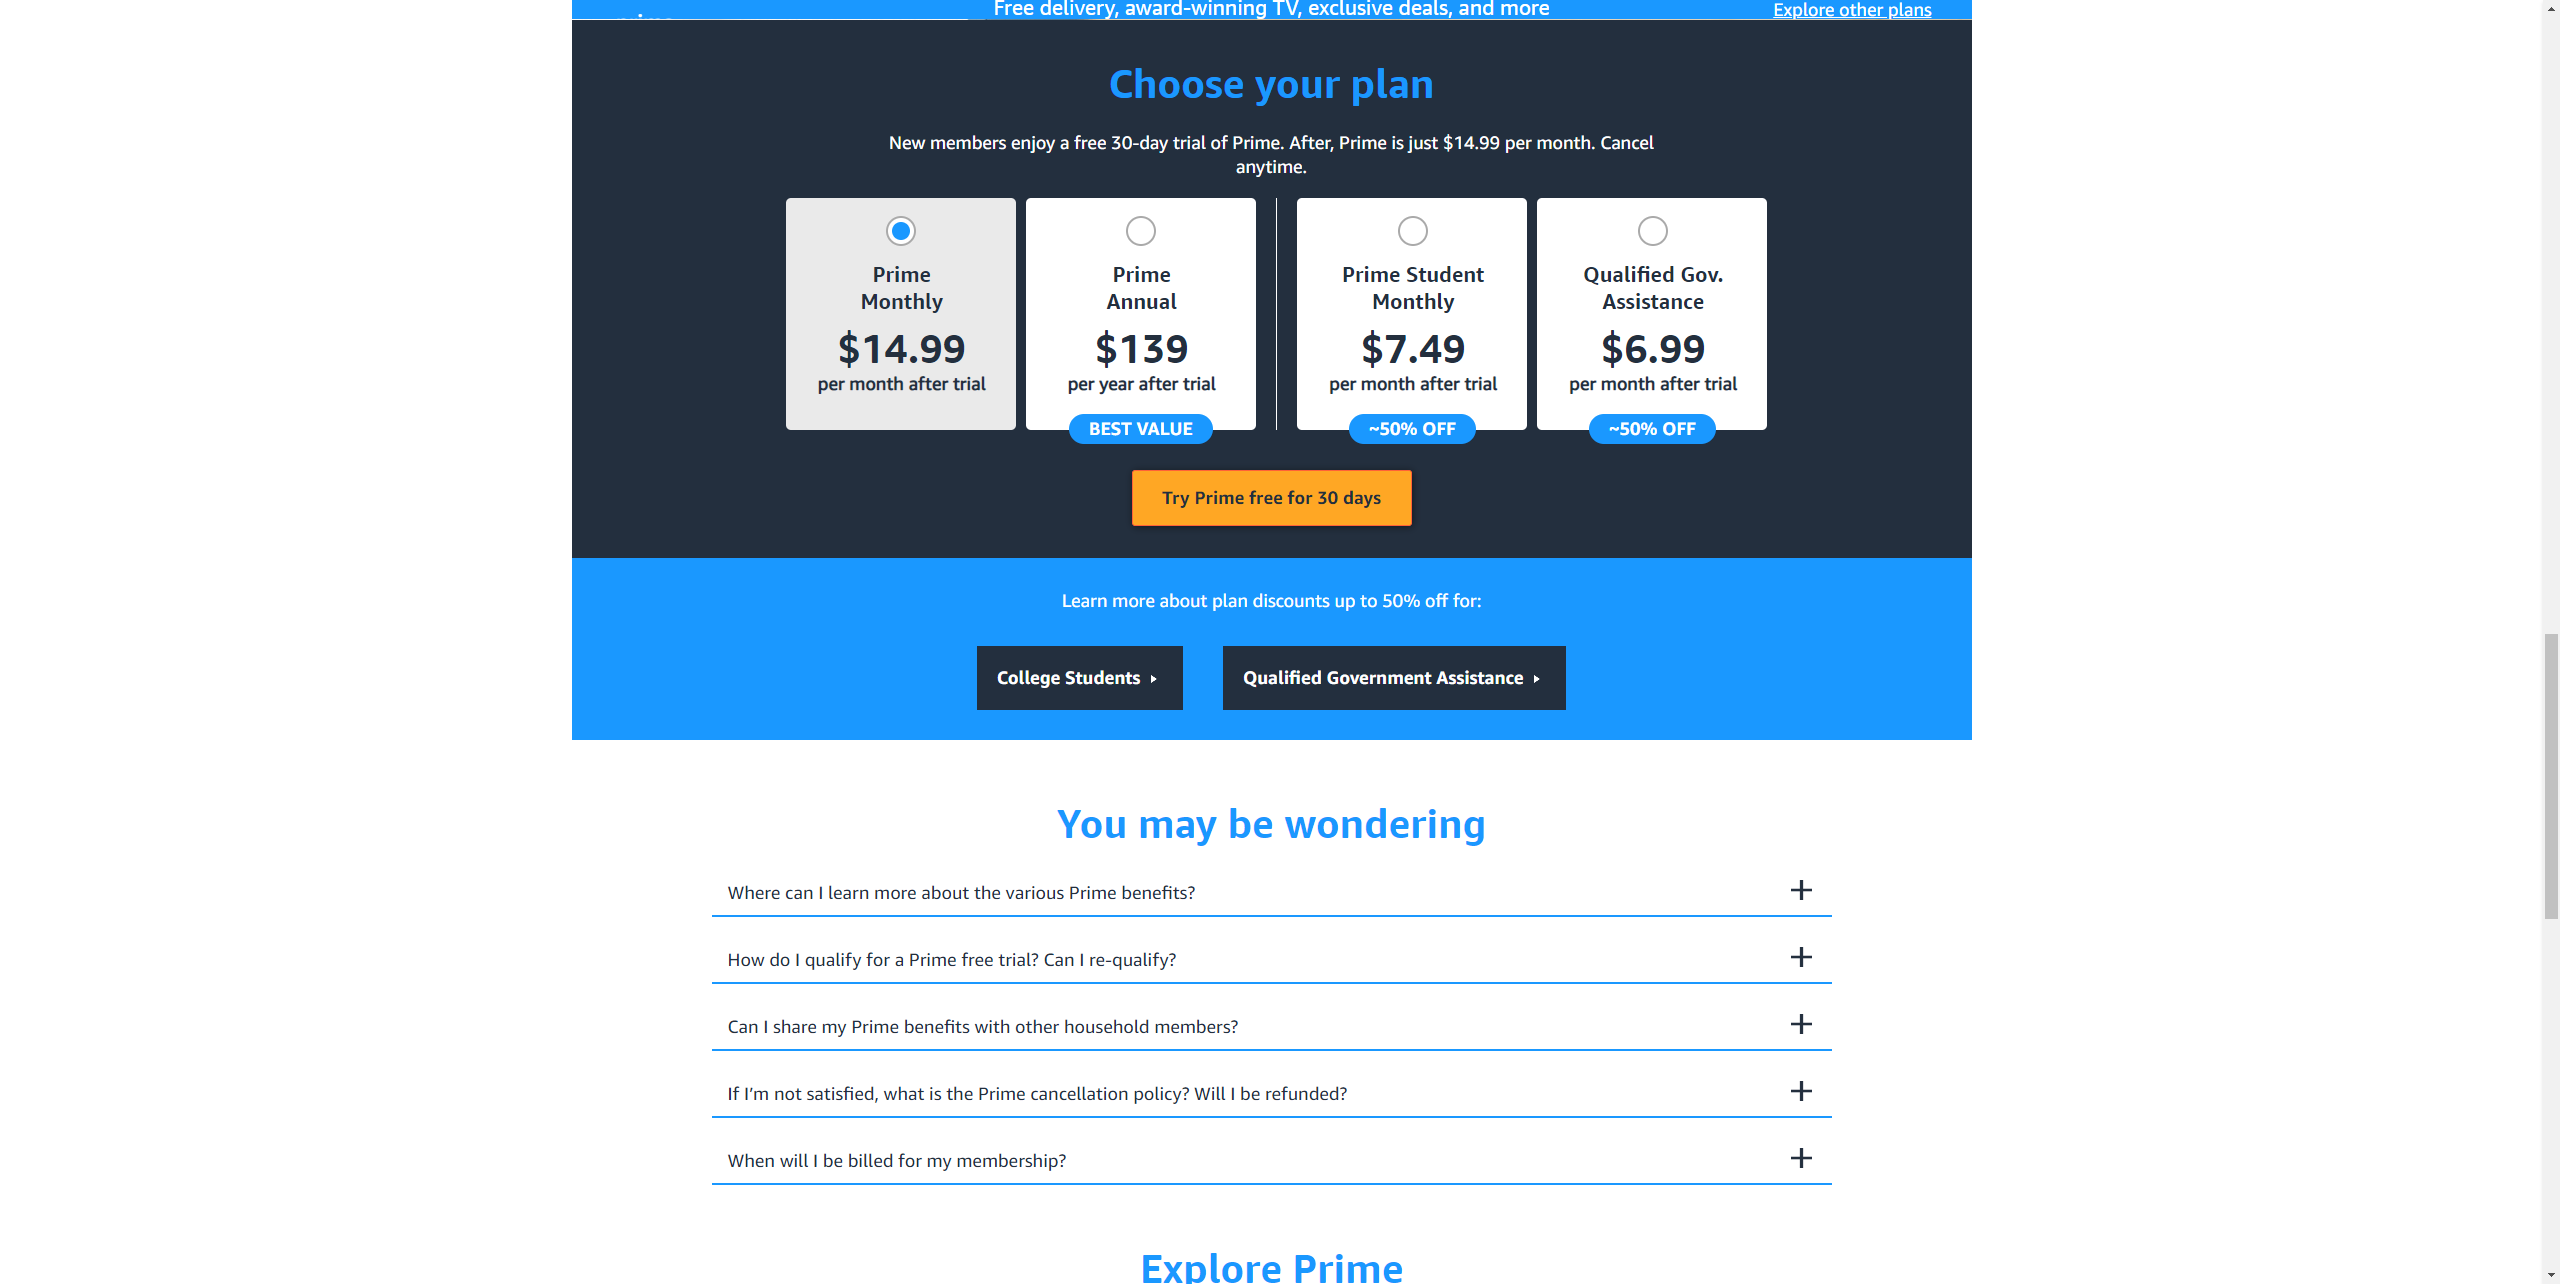 Free delivery, award-winning TV, exclusive deals, and more
Explore other plans
Choose your plan
New members enjoy a free 30-day trial of Prime. After, Prime is just $14.99 per month. Cancel
anytime.
Prime
Monthly
$14.99
per month after trial
Prime
Annual
$139
per year after trial
BEST VALUE
Prime Student
Monthly
$7.49
per month after trial
~50% OFF
Qualified Gov.
Assistance
$6.99
per month after trial
~50% OFF
Try Prime free for 30 days
Learn more about plan discounts up to 50% off for:
College Students
Qualified Government Assistance
You may be wondering
Where can I learn more about the various Prime benefits?
How do I qualify for a Prime free trial? Can I re-qualify?
Can I share my Prime benefits with other household members?
If I’m not satisfied, what is the Prime cancellation policy? Will I be refunded?
When will I be billed for my membership?
Explore Prime